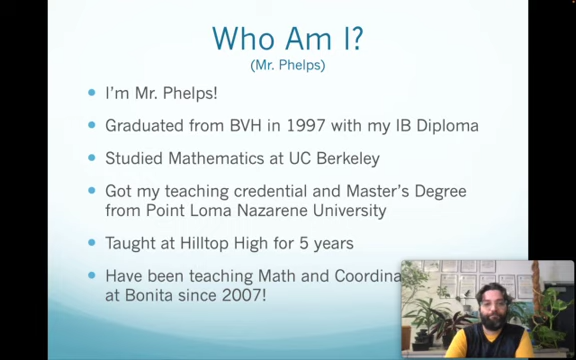 Who Am I?
(Mr. Phelps)
I'm Mr. Phelps!
Graduated from BVH in 1997 with my IB Diploma
Studied Mathematics at UC Berkeley
Got my teaching credential and Master's Degree
from Point Loma Nazarene University
Taught at Hilltop High for 5 years
Have been teaching Math and Coordina
at Bonita since 2007!